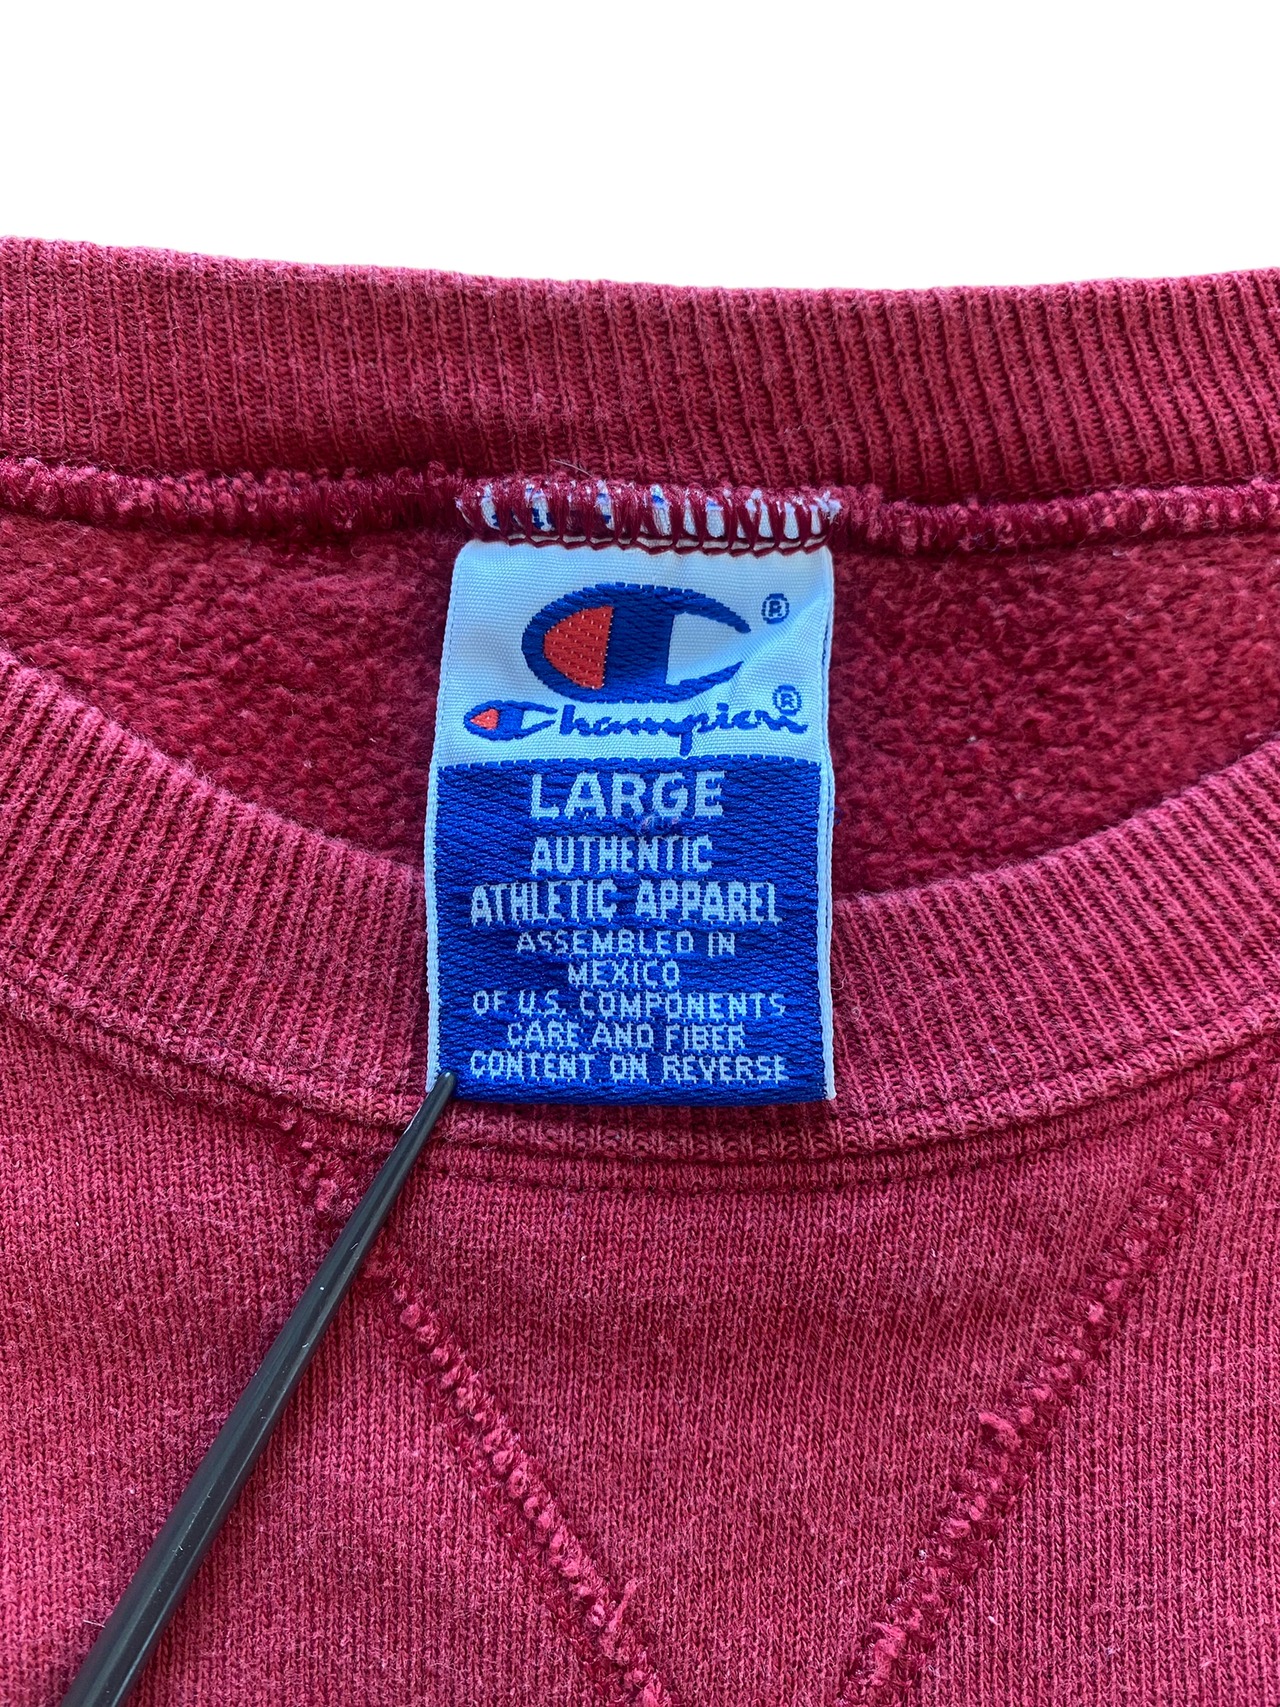 ®
Champion®
LARGE
AUTHENTIC
ATHLETIC APPAREL
ASSEMBLED IN
MEXICO
OF U.S. COMPONENTS
CARE AND FIBER
CONTENT ON REVERSE